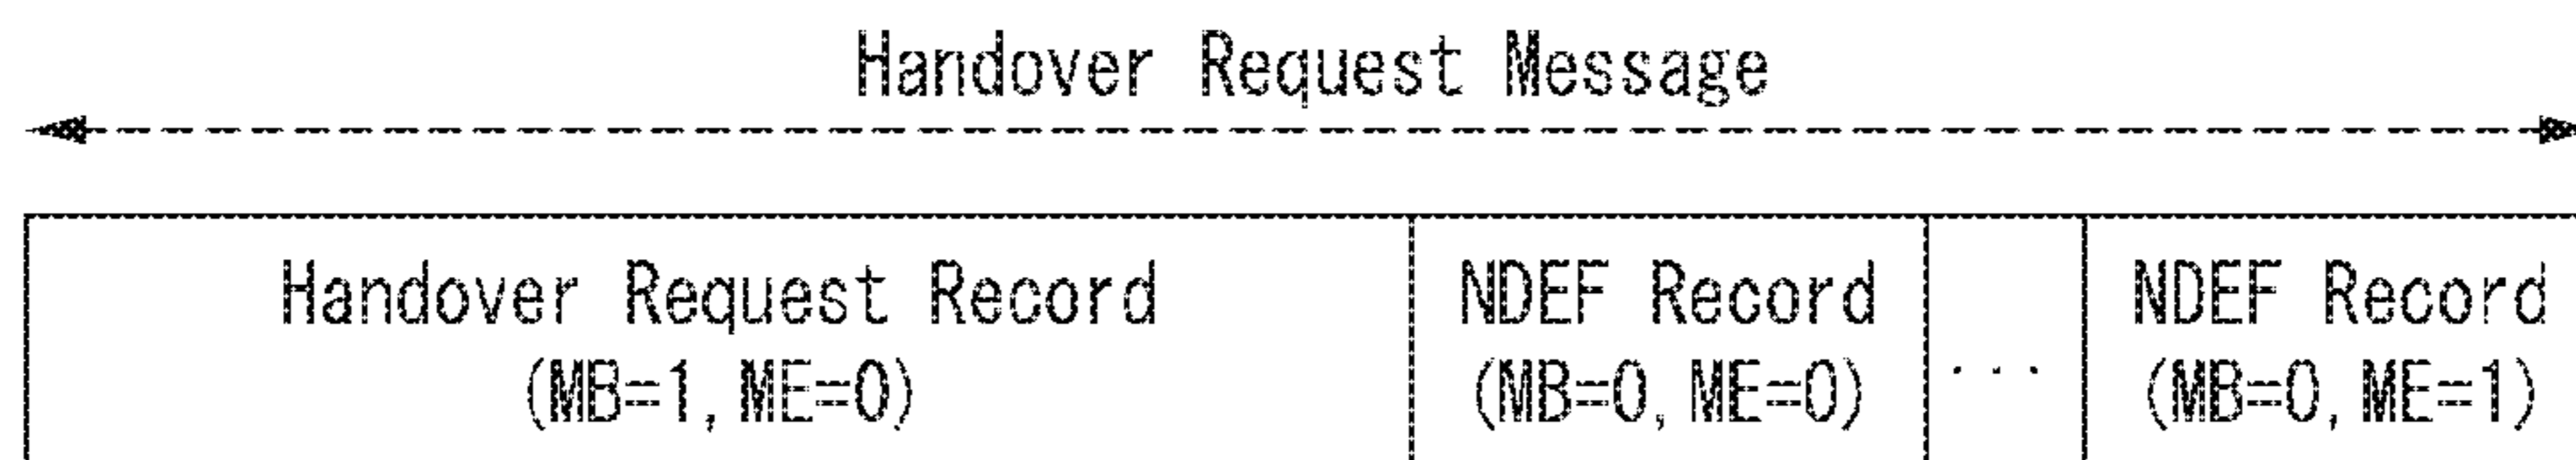 Handover Request Message
Handover Request Record NDEF Record NDEF Record
(MB=1, ME=0) (MB=0, ME=0) ... (MB=0, ME=1)